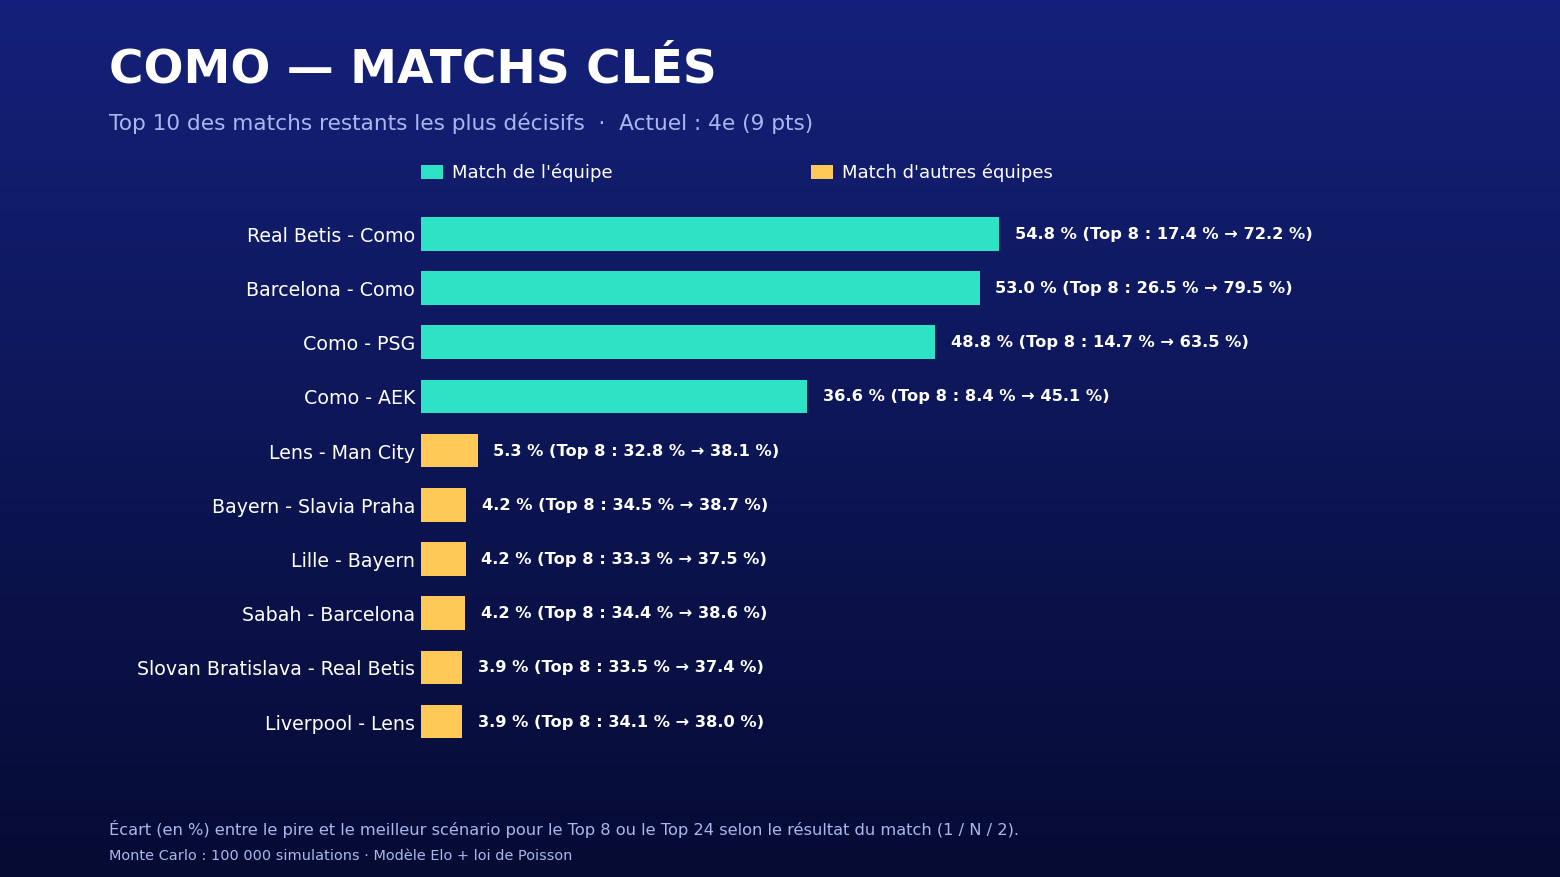 COMO — MATCHS CLÉS
Top 10 des matchs restants les plus décisifs · Actuel : 4e (9 pts)
Match de l'équipe
Match d'autres équipes
Real Betis - Como 54.8 % (Top 8 : 17.4 % → 72.2 %)
Barcelona - Como 53.0 % (Top 8 : 26.5 % → 79.5 %)
Como - PSG 48.8 % (Top 8 : 14.7 % → 63.5 %)
Como - AEK 36.6 % (Top 8 : 8.4 % → 45.1 %)
Lens - Man City 5.3 % (Top 8 : 32.8 % → 38.1 %)
Bayern - Slavia Praha 4.2 % (Top 8 : 34.5 % → 38.7 %)
Lille - Bayern 4.2 % (Top 8 : 33.3 % → 37.5 %)
Sabah - Barcelona 4.2 % (Top 8 : 34.4 % → 38.6 %)
Slovan Bratislava - Real Betis 3.9 % (Top 8 : 33.5 % → 37.4 %)
Liverpool - Lens 3.9 % (Top 8 : 34.1 % → 38.0 %)
Écart (en %) entre le pire et le meilleur scénario pour le Top 8 ou le Top 24 selon le résultat du match (1 / N / 2).
Monte Carlo : 100 000 simulations · Modèle Elo + loi de Poisson